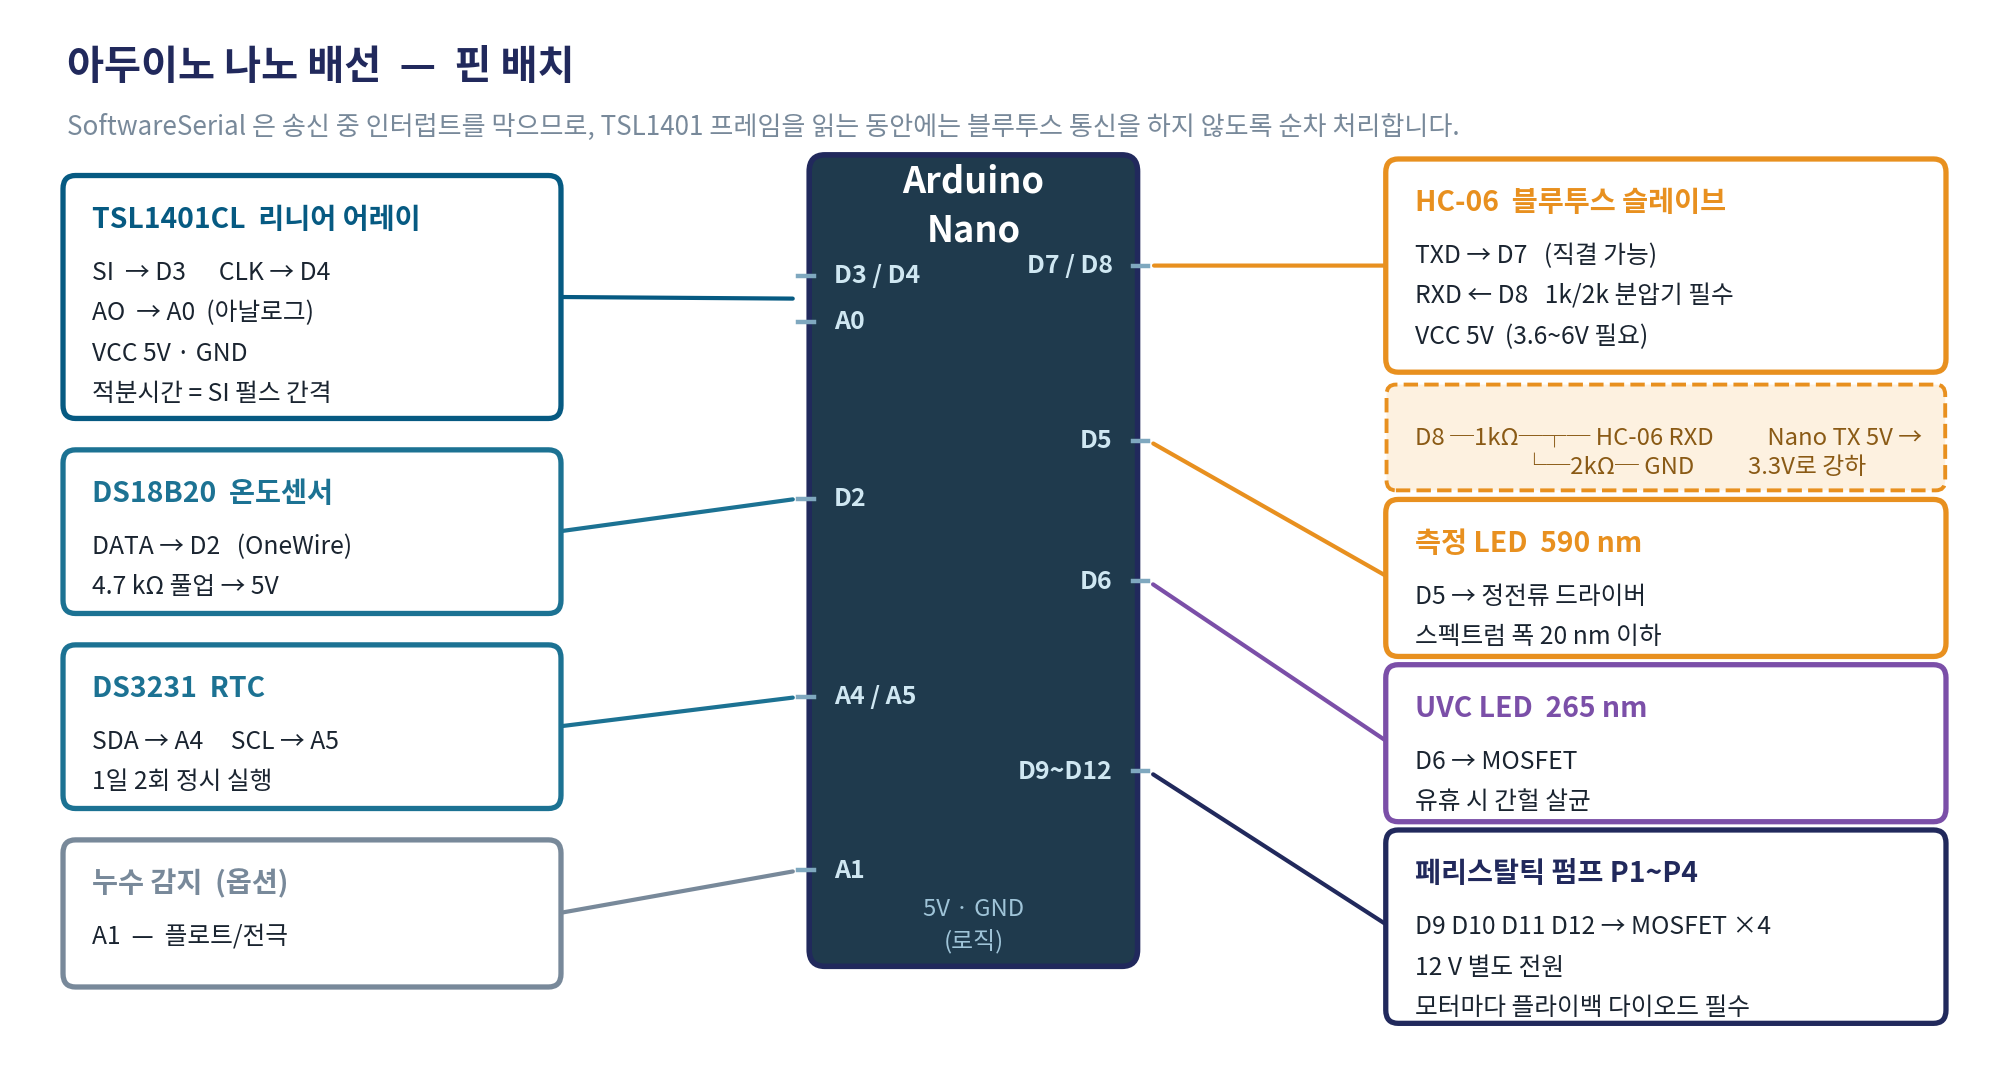 아두이노 나노 배선 — 핀 배치
SoftwareSerial 은 송신 중 인터럽트를 막으므로, TSL1401 프레임을 읽는 동안에는 블루투스 통신을 하지 않도록 순차 처리합니다.
TSL1401CL 리니어 어레이
SI → D3 CLK → D4
AO → A0 (아날로그)
VCC 5V · GND
적분시간 = SI 펄스 간격
DS18B20 온도센서
DATA → D2 (OneWire)
4.7 kΩ 풀업 → 5V
DS3231 RTC
SDA → A4 SCL → A5
1일 2회 정시 실행
누수 감지 (옵션)
A1 — 플로트/전극
Arduino
Nano
D3 / D4
A0
D2
A4 / A5
A1
D7 / D8
D5
D6
D9~D12
5V · GND
(로직)
HC-06 블루투스 슬레이브
TXD → D7 (직결 가능)
RXD ← D8 1k/2k 분압기 필수
VCC 5V (3.6~6V 필요)
D8 ─1kΩ─┬─ HC-06 RXD Nano TX 5V →
└─2kΩ─ GND 3.3V로 강하
측정 LED 590 nm
D5 → 정전류 드라이버
스펙트럼 폭 20 nm 이하
UVC LED 265 nm
D6 → MOSFET
유휴 시 간헐 살균
페리스탈틱 펌프 P1~P4
D9 D10 D11 D12 → MOSFET ×4
12 V 별도 전원
모터마다 플라이백 다이오드 필수